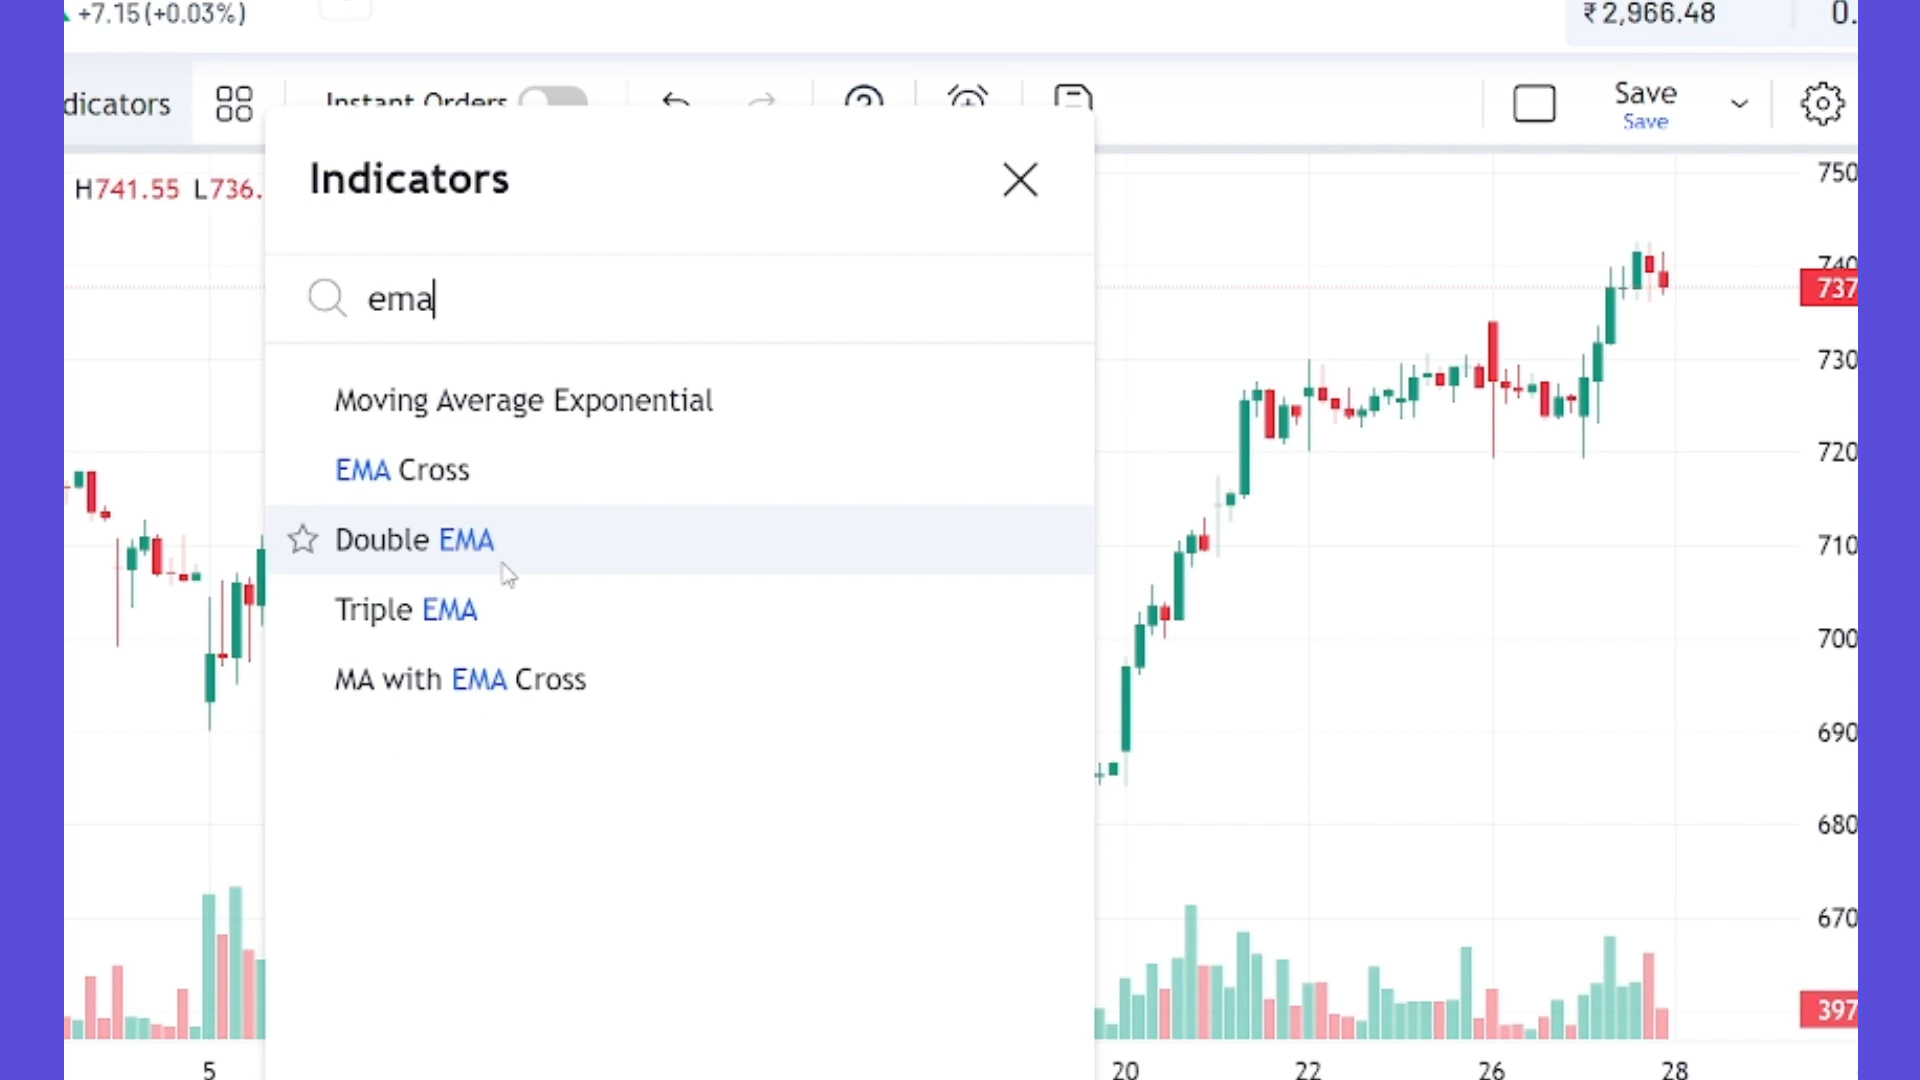 +7.15(+0.03%)
₹2,966.48
0.
dicators
Instant Orders
Save
Save
H741.55 L736.
Indicators
ema
Moving Average Exponential
EMA Cross
Double EMA
Triple EMA
MA with EMA Cross
750
740
737
730
720
710
700
690
680
670
397
5
20
22
26
28